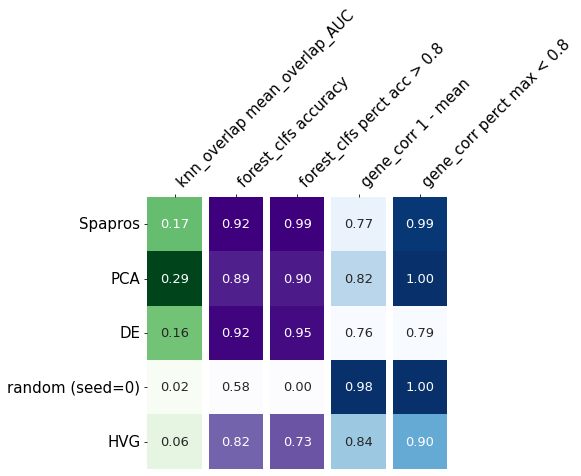 knn_overlap mean_overlap_AUC
forest_clfs accuracy
forest_clfs perct acc > 0.8
gene_corr 1 - mean
gene_corr perct max < 0.8
Spapros 0.17 0.92 0.99 0.77 0.99
PCA 0.29 0.89 0.90 0.82 1.00
DE 0.16 0.92 0.95 0.76 0.79
random (seed=0) 0.02 0.58 0.00 0.98 1.00
HVG 0.06 0.82 0.73 0.84 0.90